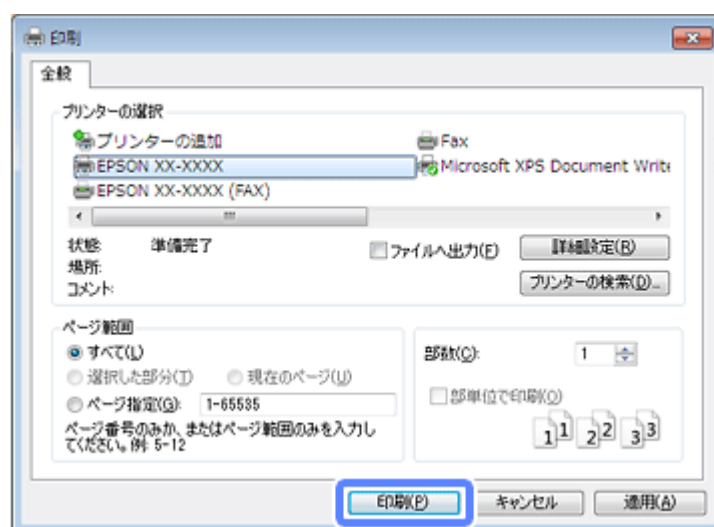 印刷
全般
プリンターの選択
プリンターの追加
Fax
EPSON XX-XXXX
Microsoft XPS Document Write
EPSON XX-XXXX (FAX)
状態: 準備完了
ファイルへ出力(F)
詳細設定(R)
場所:
コメント:
プリンターの検索(D)...
ページ範囲
すべて(L)
選択した部分(T) 現在のページ(U)
ページ指定(G): 1-65535
ページ番号のみか、またはページ範囲のみを入力し
てください。例: 5-12
部数(C): 1
部単位で印刷(O)
11 22 33
印刷(P) キャンセル 適用(A)